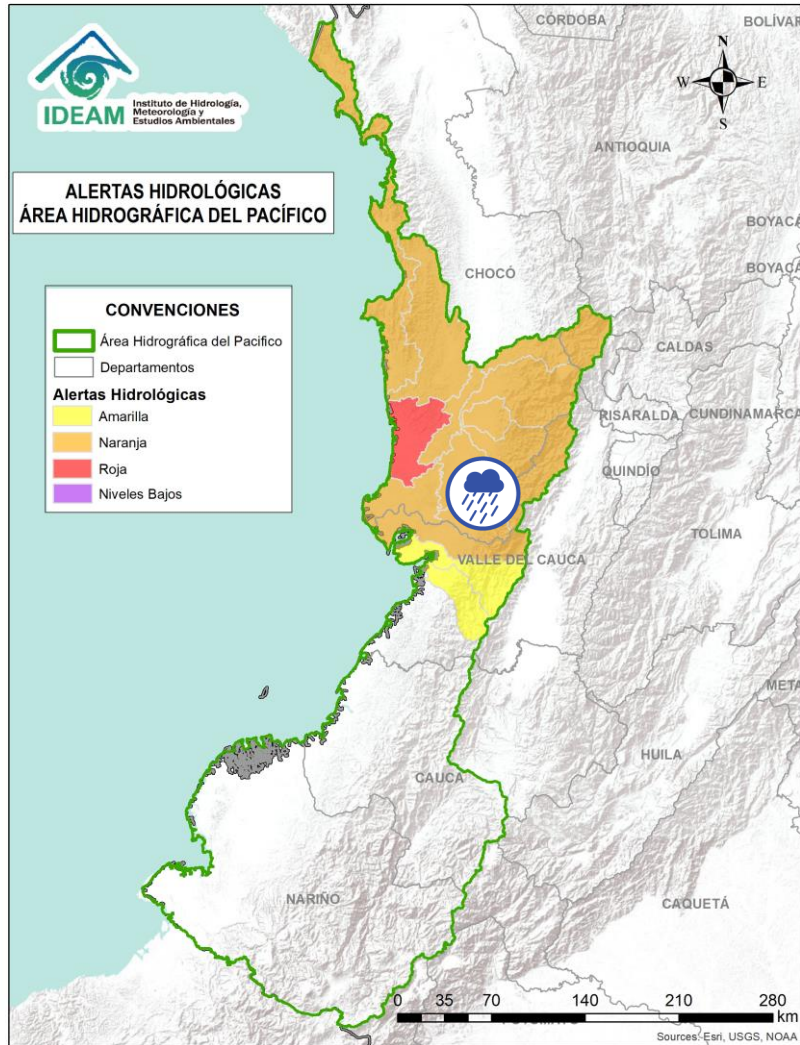 IDEAM
Instituto de Hidrología,
Meteorología y
Estudios Ambientales
ALERTAS HIDROLÓGICAS
ÁREA HIDROGRÁFICA DEL PACÍFICO
CONVENCIONES
Área Hidrográfica del Pacifico
Departamentos
Alertas Hidrológicas
Amarilla
Naranja
Roja
Niveles Bajos
N
W
E
S
CÓRDOBA
BOLÍVAR
ANTIOQUIA
BOYACÁ
BOYACÁ
CHOCÓ
CALDAS
RISARALDA
CUNDINAMARCA
QUINDÍO
TOLIMA
VALLE DEL CAUCA
META
HUILA
CAUCA
NARIÑO
CAQUETÁ
0 35 70 140 210 280
km
Sources: Esri, USGS, NOAA